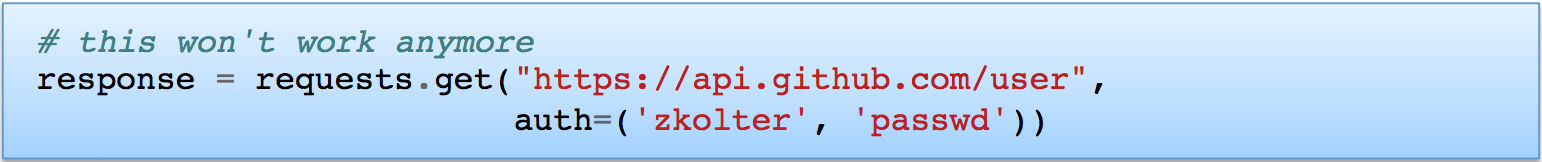 # this won't work anymore
response = requests.get("https://api.github.com/user",
auth=('zkolter', 'passwd'))